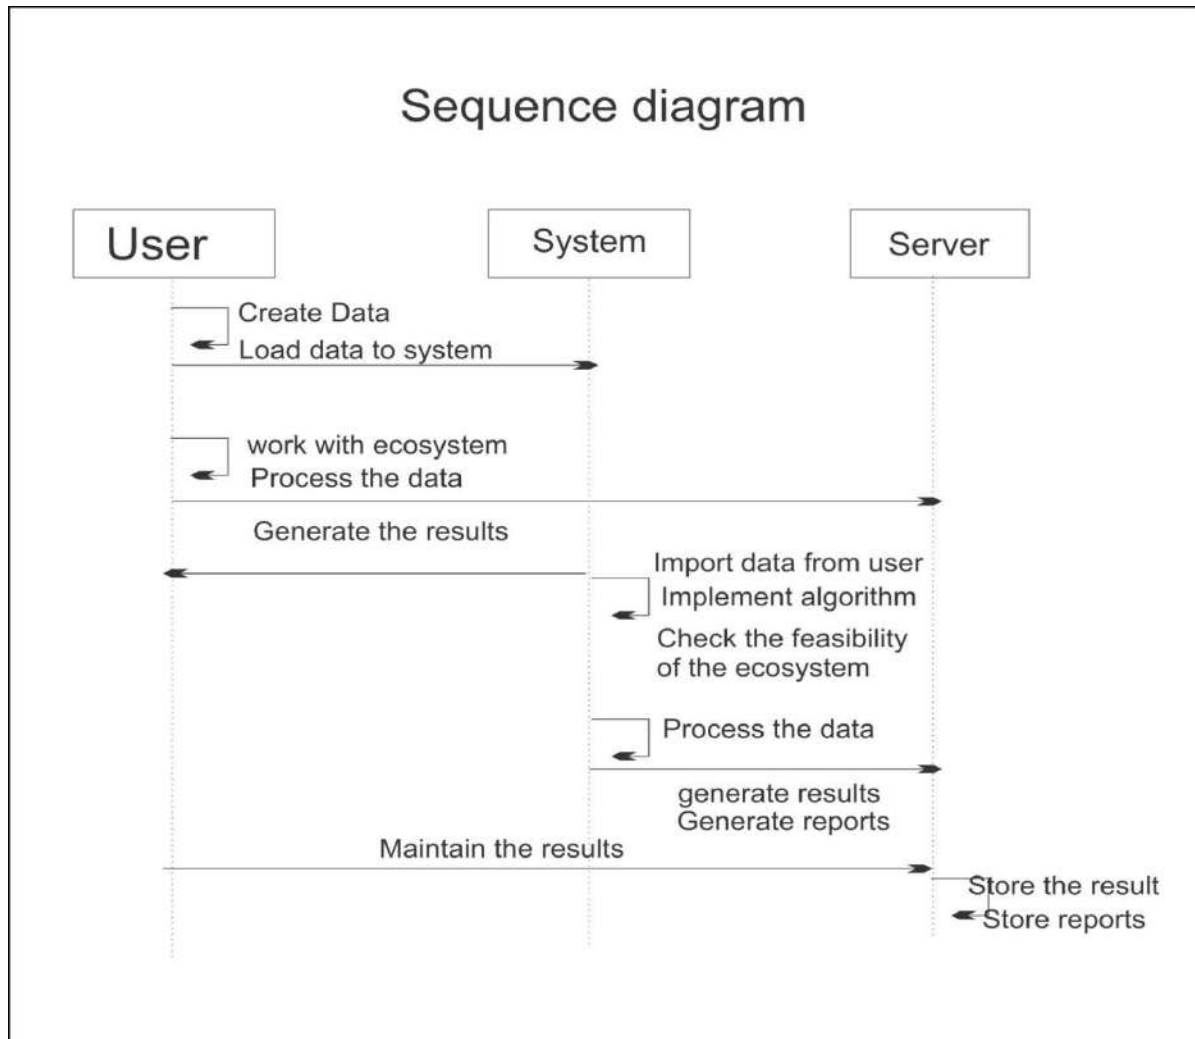 Sequence diagram
User
System
Server
Create Data
Load data to system
work with ecosystem
Process the data
Generate the results
Import data from user
Implement algorithm
Check the feasibility
of the ecosystem
Process the data
generate results
Generate reports
Maintain the results
Store the result
Store reports